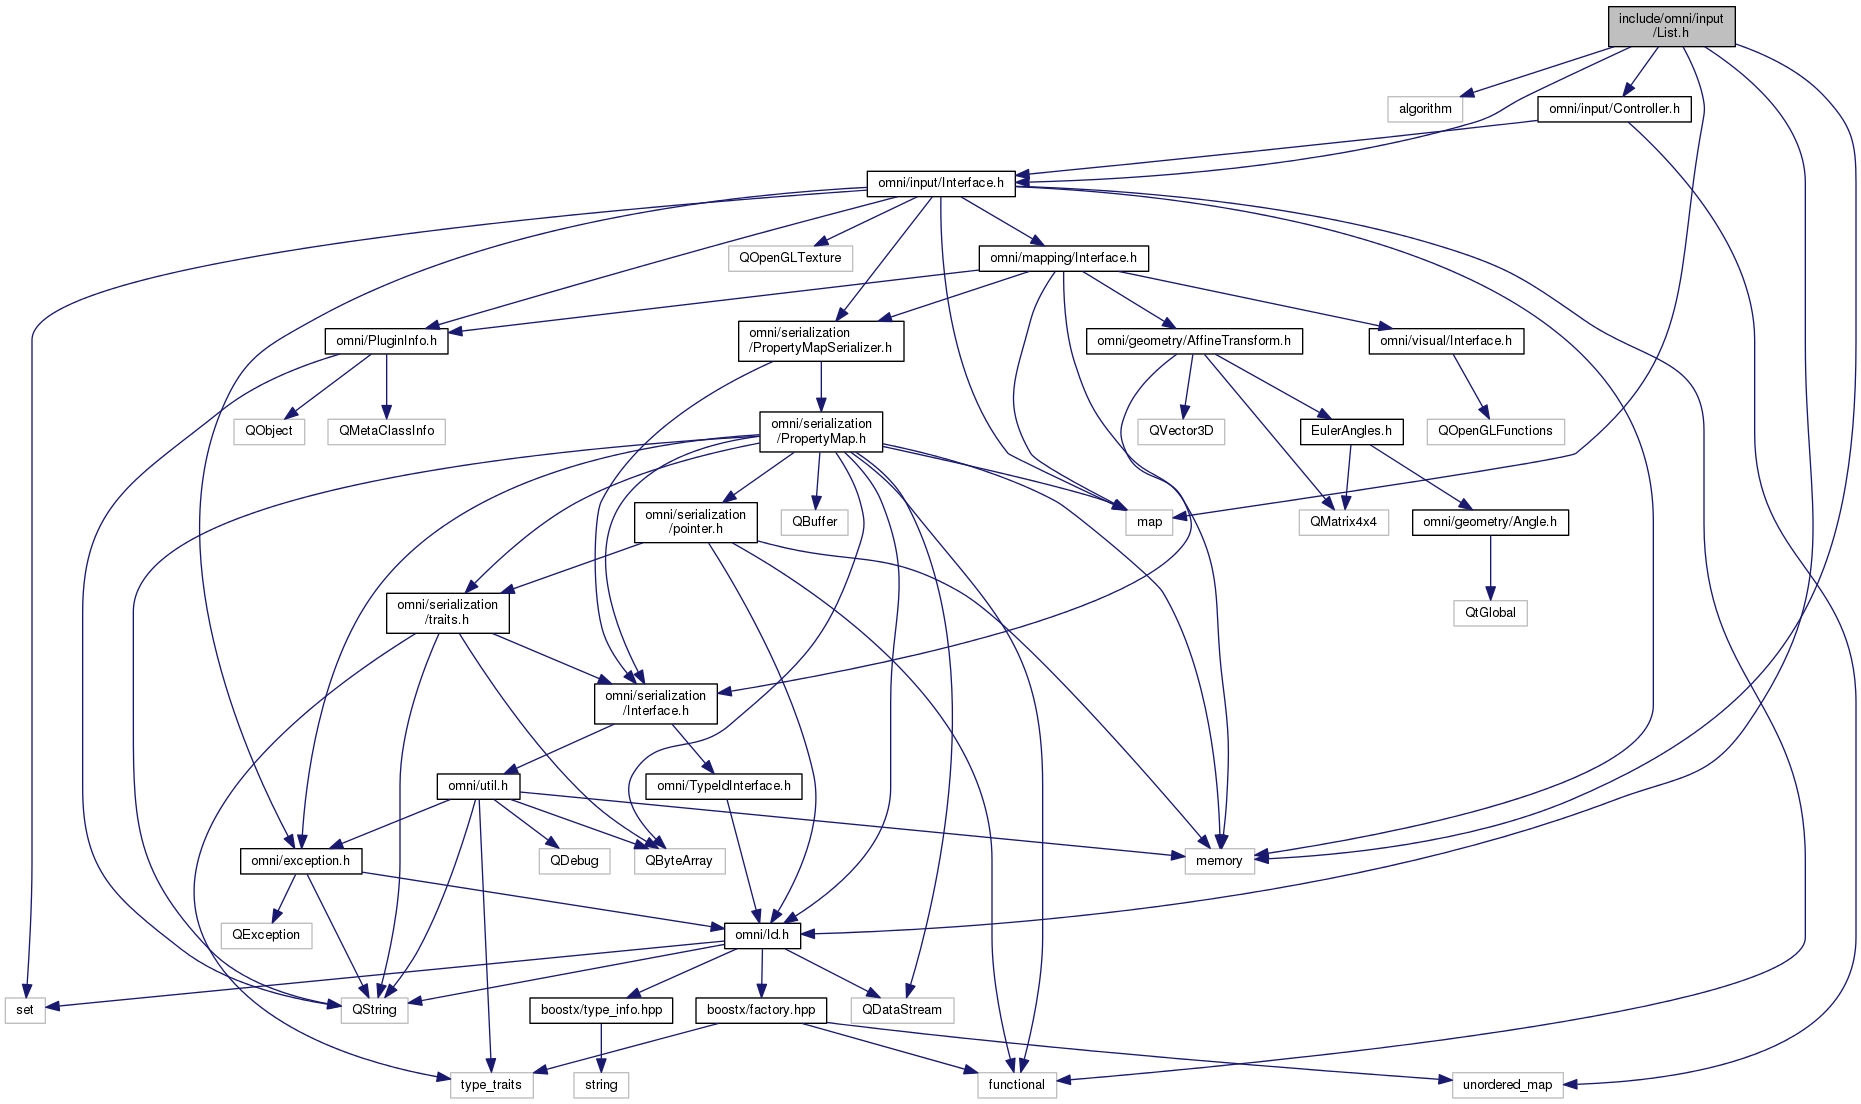 include/omni/input
/List.h
algorithm
omni/input/Controller.h
omni/input/Interface.h
QOpenGLTexture
omni/mapping/Interface.h
omni/PluginInfo.h
omni/serialization
/PropertyMapSerializer.h
omni/geometry/AffineTransform.h
omni/visual/Interface.h
QObject
QMetaClassInfo
omni/serialization
/PropertyMap.h
QVector3D
EulerAngles.h
QOpenGLFunctions
omni/serialization
/pointer.h
QBuffer
map
QMatrix4x4
omni/geometry/Angle.h
omni/serialization
/traits.h
QtGlobal
omni/serialization
/Interface.h
omni/util.h
omni/TypeIdInterface.h
omni/exception.h
QDebug
QByteArray
memory
QException
omni/Id.h
set
QString
boostx/type_info.hpp
boostx/factory.hpp
QDataStream
type_traits
string
functional
unordered_map